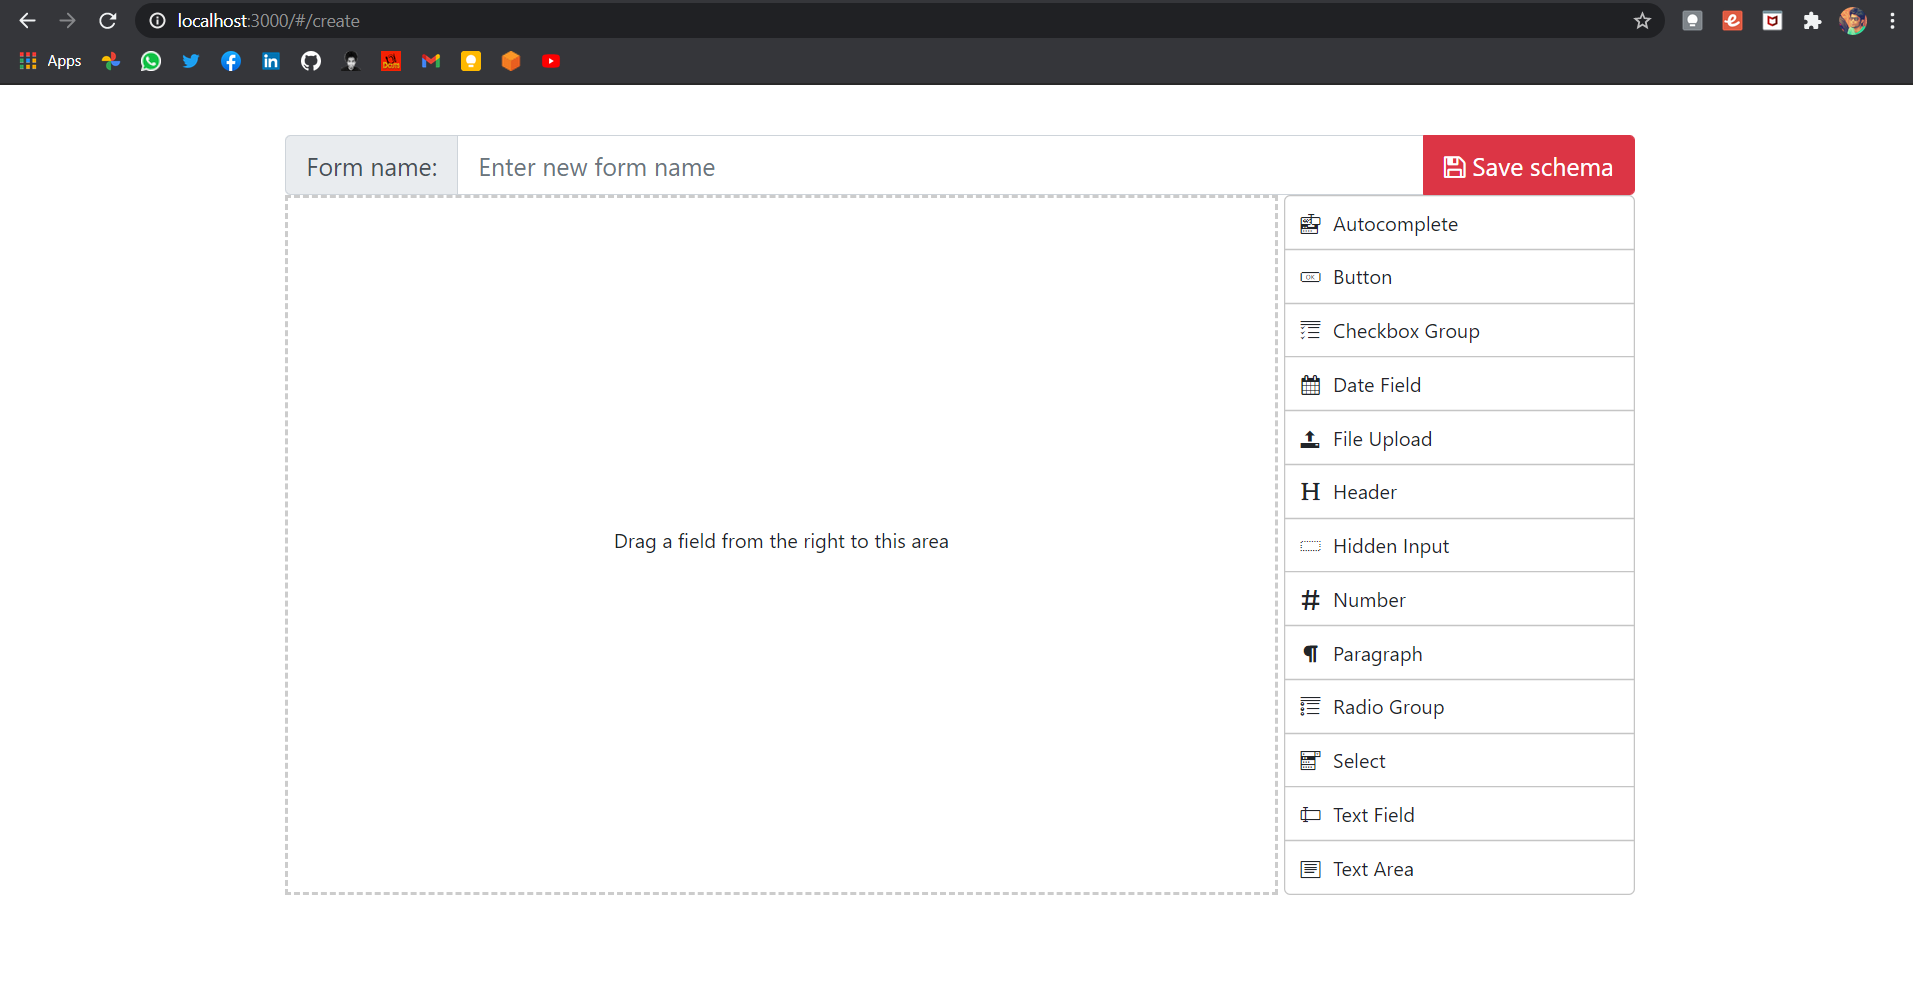 localhost:3000/#/create
Apps
Form name: Enter new form name Save schema
Drag a field from the right to this area
Autocomplete
OK Button
Checkbox Group
Date Field
File Upload
H Header
Hidden Input
# Number
¶ Paragraph
Radio Group
Select
Text Field
Text Area